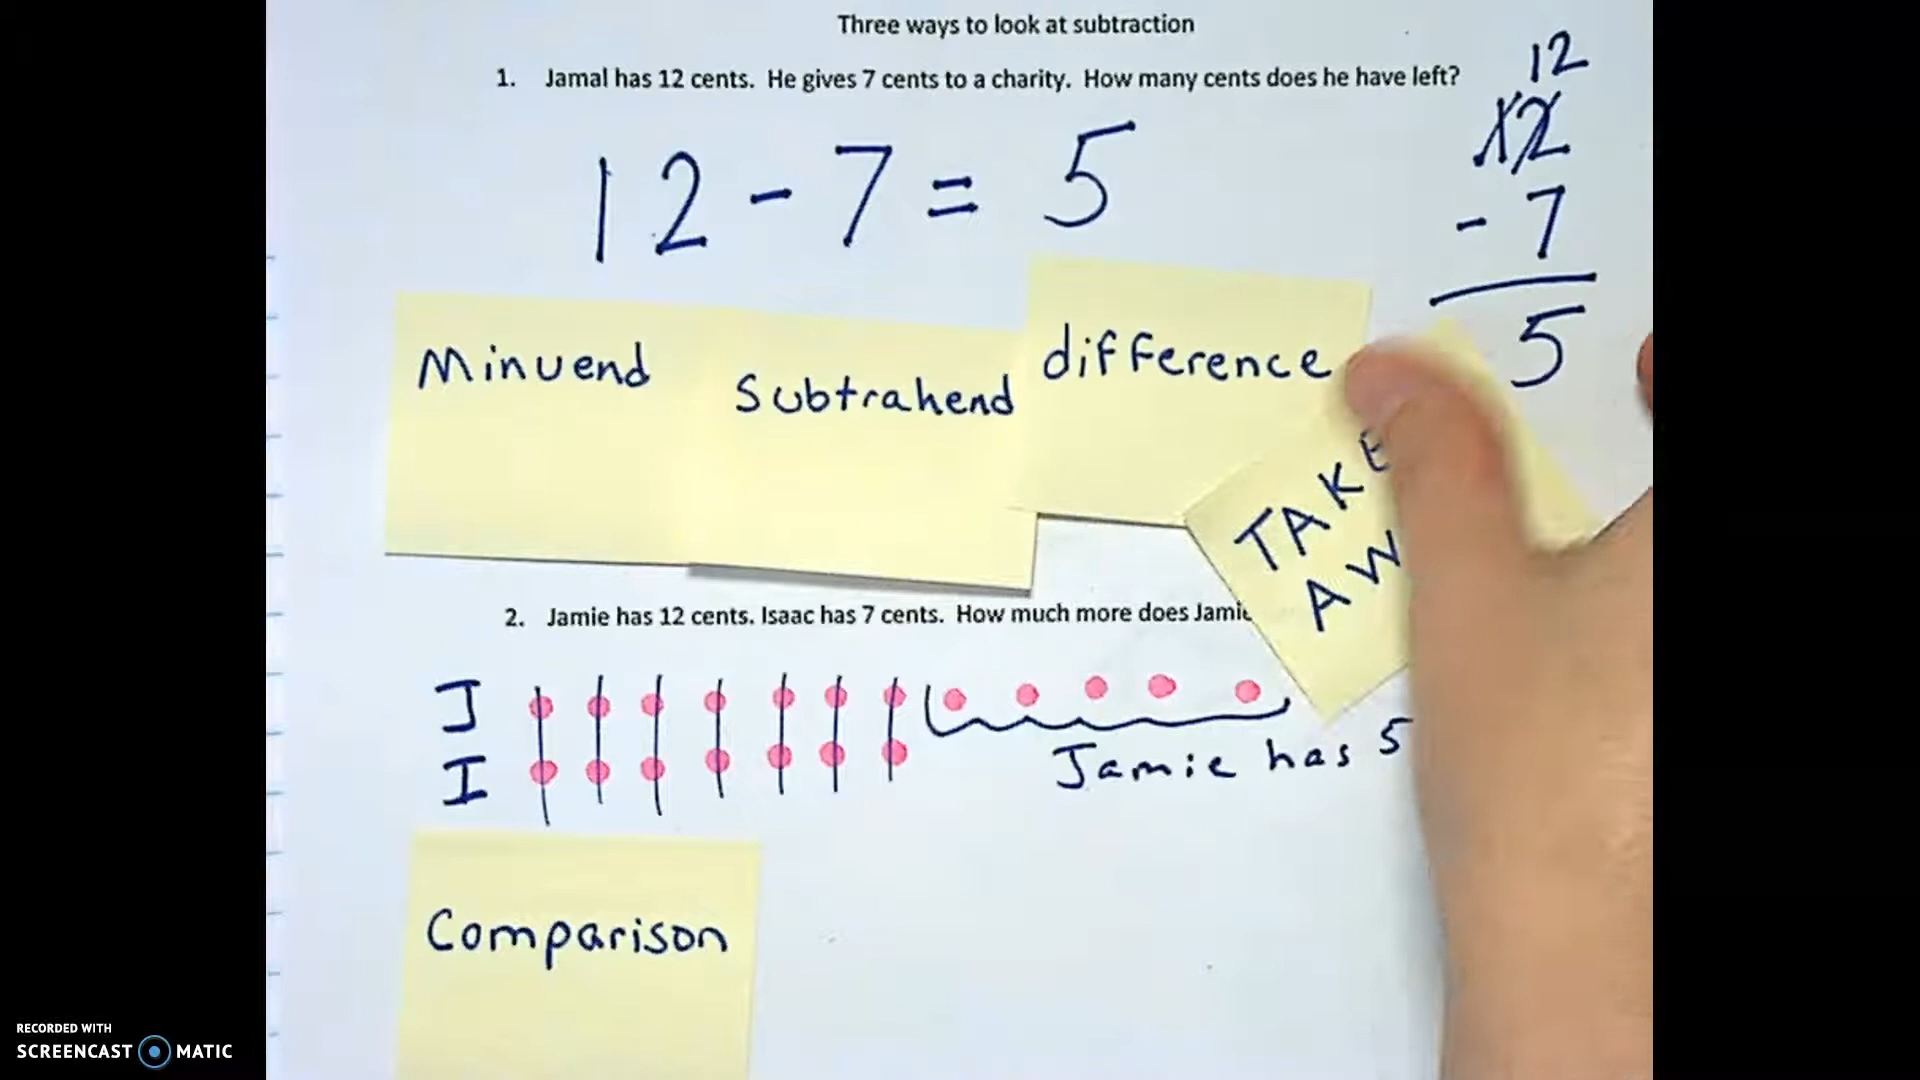 Three ways to look at subtraction
1. Jamal has 12 cents. He gives 7 cents to a charity. How many cents does he have left?
12 - 7 = 5
12
12
- 7
5
Minuend
Subtrahend
difference
TAKE
AW
2. Jamie has 12 cents. Isaac has 7 cents. How much more does Jamie
J
I
Jamie has 5
Comparison
RECORDED WITH
SCREENCAST MATIC